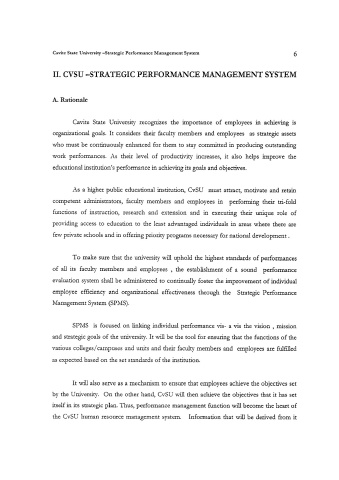 Cavite State University –Strategic Performance Management System 6
II. CVSU –STRATEGIC PERFORMANCE MANAGEMENT SYSTEM
A. Rationale
Cavite State University recognizes the importance of employees in achieving is
organizational goals. It considers their faculty members and employees as strategic assets
who must be continuously enhanced for them to stay committed in producing outstanding
work performances. As their level of productivity increases, it also helps improve the
educational institution's performance in achieving its goals and objectives.
As a higher public educational institution, CvSU must attract, motivate and retain
competent administrators, faculty members and employees in performing their tri-fold
functions of instruction, research and extension and in executing their unique role of
providing access to education to the least advantaged individuals in areas where there are
few private schools and in offering priority programs necessary for national development .
To make sure that the university will uphold the highest standards of performances
of all its faculty members and employees , the establishment of a sound performance
evaluation system shall be administered to continually foster the improvement of individual
employee efficiency and organizational effectiveness through the Strategic Performance
Management System (SPMS).
SPMS is focused on linking individual performance vis- a vis the vision , mission
and strategic goals of the university. It will be the tool for ensuring that the functions of the
various colleges/campuses and units and their faculty members and employees are fulfilled
as expected based on the set standards of the institution.
It will also serve as a mechanism to ensure that employees achieve the objectives set
by the University. On the other hand, CvSU will then achieve the objectives that it has set
itself in its strategic plan. Thus, performance management function will become the heart of
the CvSU human resource management system. Information that will be derived from it